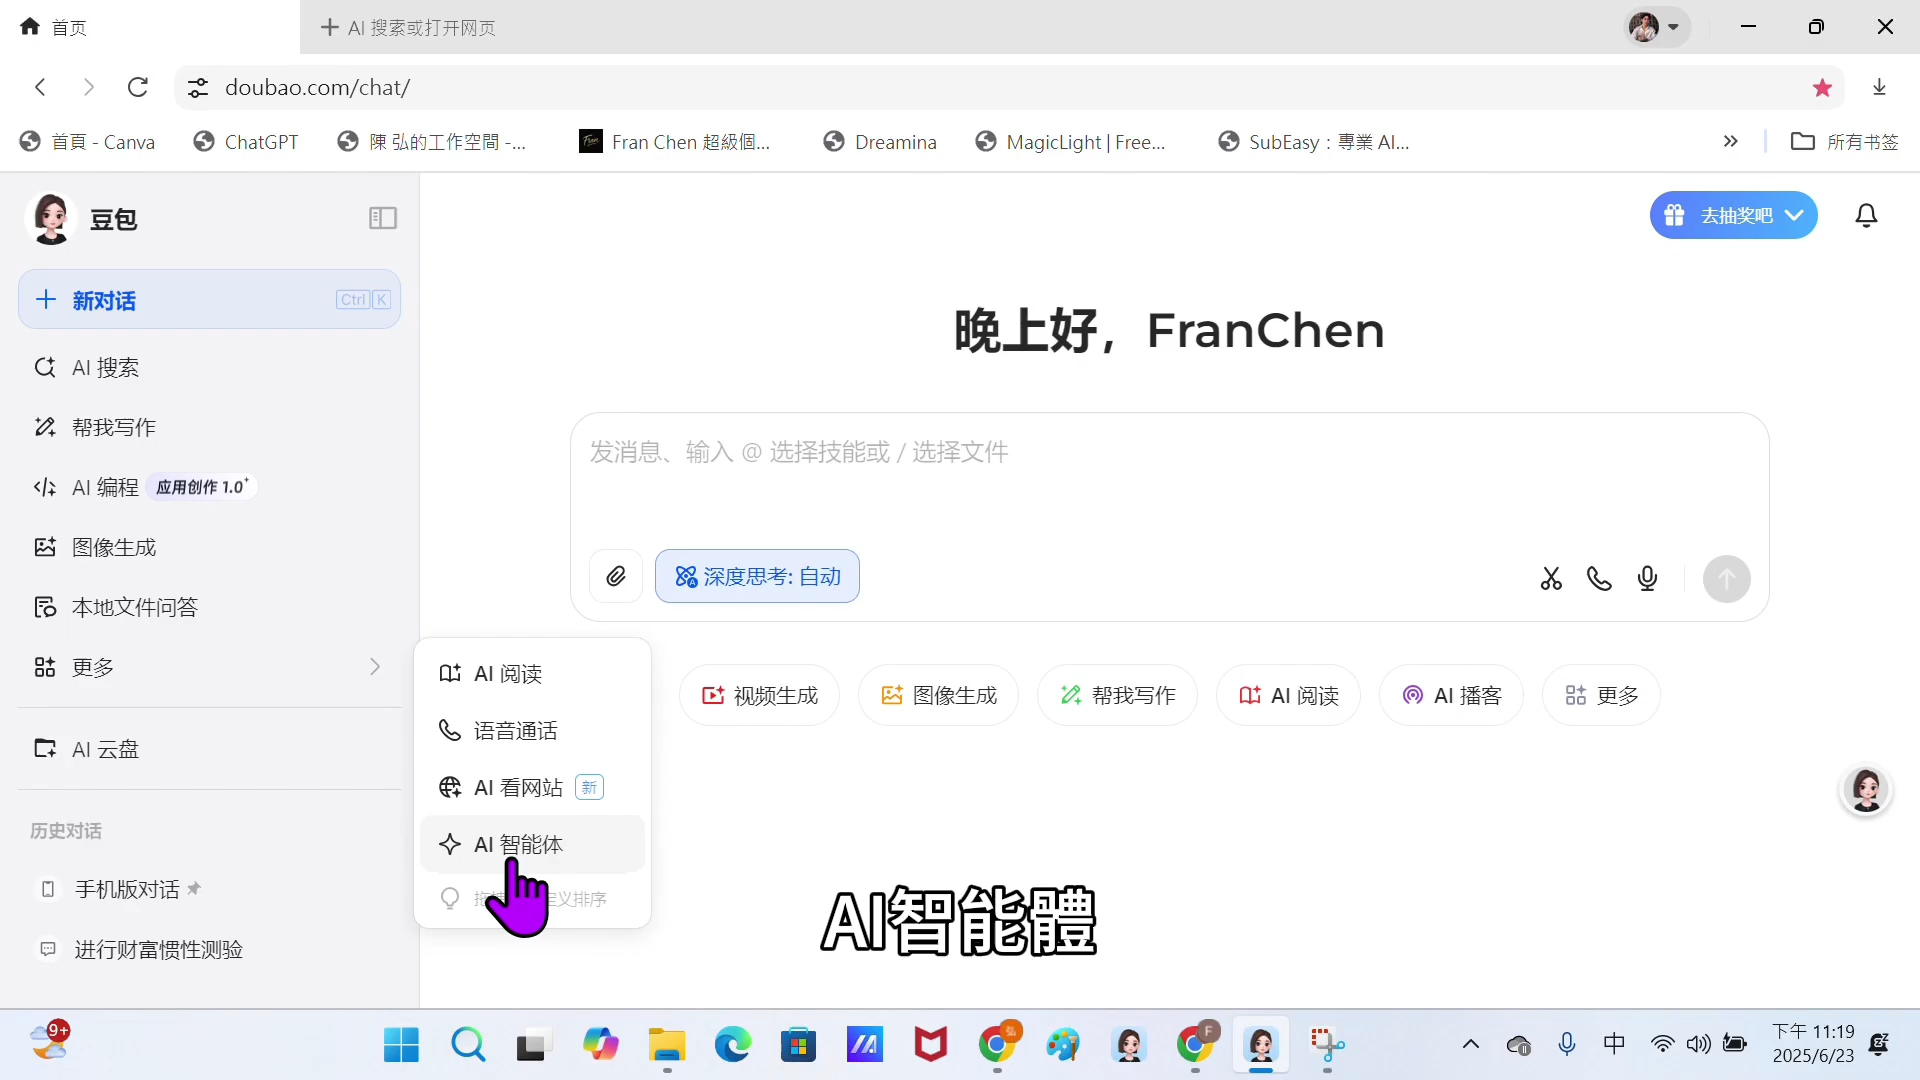 首页
AI 搜索或打开网页
doubao.com/chat/
首頁 - Canva
ChatGPT
陳 弘的工作空間 -...
Fran Chen 超級個...
Dreamina
MagicLight | Free...
SubEasy：專業 AI...
所有书签
豆包
去抽奖吧
新对话
Ctrl K
AI 搜索
帮我写作
AI 编程 应用创作 1.0
图像生成
本地文件问答
更多
AI 云盘
历史对话
手机版对话
进行财富惯性测验
晚上好，FranChen
发消息、输入 @ 选择技能或 / 选择文件
深度思考: 自动
AI 阅读
语音通话
AI 看网站 新
AI 智能体
义排序
视频生成
图像生成
帮我写作
AI 阅读
AI 播客
更多
AI智能體
9+
中
下午 11:19
2025/6/23